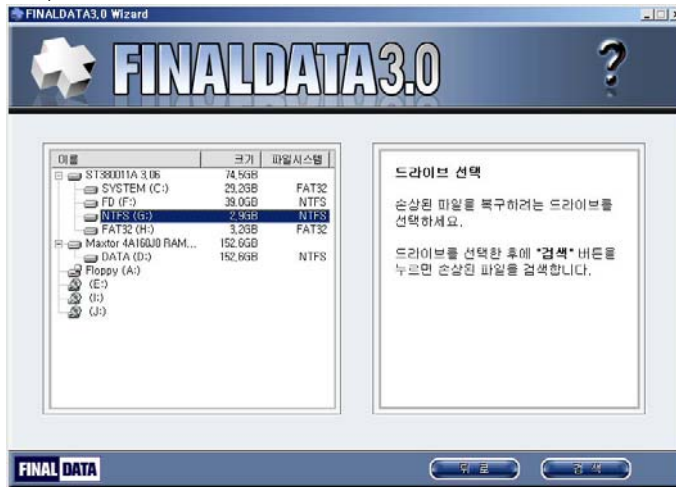 FINALDATA3.0 Wizard
FINALDATA3.0
?
이름 크기 파일시스템
ST380011A 3.06 74.5GB
SYSTEM (C:) 29.2GB FAT32
FD (F:) 39.0GB NTFS
NTFS (G:) 2.9GB NTFS
FAT32 (H:) 3.2GB FAT32
Maxtor 4A160J0 RAM... 152.6GB
DATA (D:) 152.6GB NTFS
Floppy (A:)
(E:)
(I:)
(J:)
드라이브 선택
손상된 파일을 복구하려는 드라이브를
선택하세요.
드라이브를 선택한 후에 "검색" 버튼을
누르면 손상된 파일을 검색합니다.
FINAL DATA
뒤로 검색